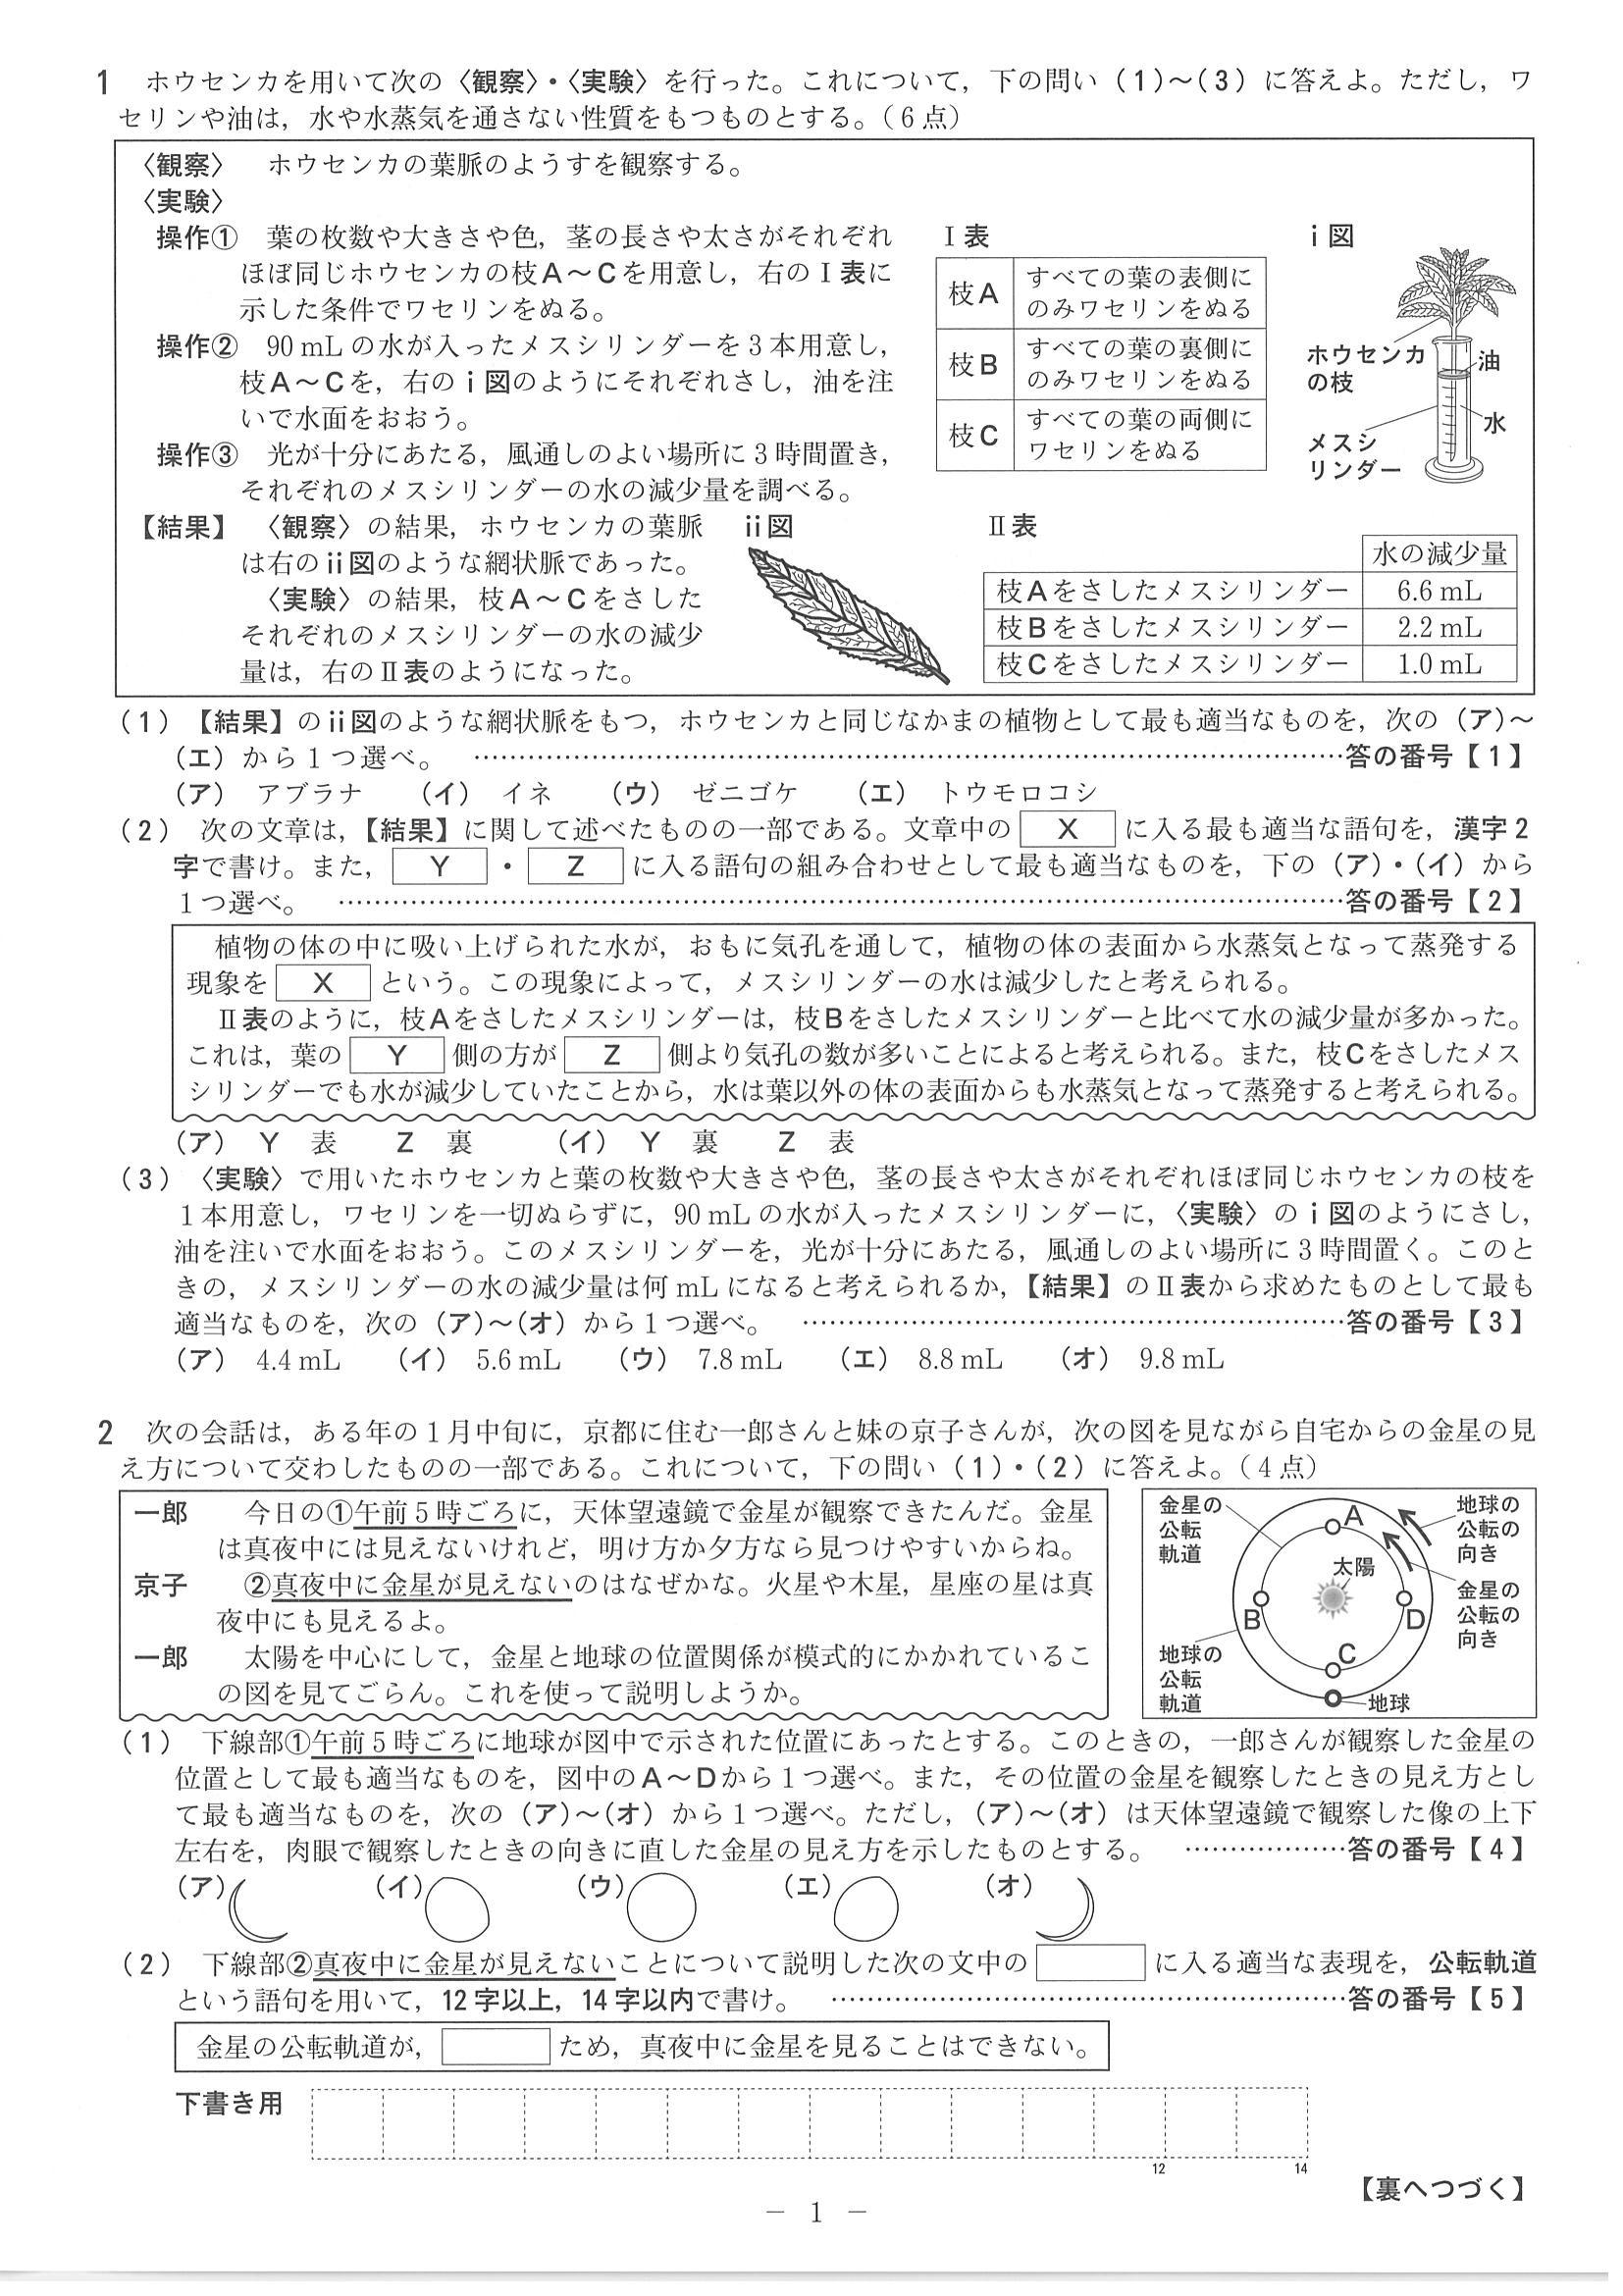 1　ホウセンカを用いて次の〈観察〉・〈実験〉を行った。これについて，下の問い（1）～（3）に答えよ。ただし，ワ
セリンや油は，水や水蒸気を通さない性質をもつものとする。（6点）
〈観察〉　ホウセンカの葉脈のようすを観察する。
〈実験〉
操作①　葉の枚数や大きさや色，茎の長さや太さがそれぞれ
ほぼ同じホウセンカの枝A～Cを用意し，右のⅠ表に
示した条件でワセリンをぬる。
操作②　90 mLの水が入ったメスシリンダーを3本用意し，
枝A～Cを，右のⅰ図のようにそれぞれさし，油を注
いで水面をおおう。
操作③　光が十分にあたる，風通しのよい場所に3時間置き，
それぞれのメスシリンダーの水の減少量を調べる。
Ⅰ表
枝A　すべての葉の表側に
のみワセリンをぬる
枝B　すべての葉の裏側に
のみワセリンをぬる
枝C　すべての葉の両側に
ワセリンをぬる
ⅰ図
ホウセンカ
の枝
油
水
メスシ
リンダー
【結果】　〈観察〉の結果，ホウセンカの葉脈
は右のⅱ図のような網状脈であった。
〈実験〉の結果，枝A～Cをさした
それぞれのメスシリンダーの水の減少
量は，右のⅡ表のようになった。
ⅱ図
Ⅱ表
水の減少量
枝Aをさしたメスシリンダー　6.6 mL
枝Bをさしたメスシリンダー　2.2 mL
枝Cをさしたメスシリンダー　1.0 mL
（1）　【結果】のⅱ図のような網状脈をもつ，ホウセンカと同じなかまの植物として最も適当なものを，次の（ア）～
（エ）から1つ選べ。　……………………答の番号【1】
（ア）　アブラナ　（イ）　イネ　（ウ）　ゼニゴケ　（エ）　トウモロコシ
（2）　次の文章は，【結果】に関して述べたものの一部である。文章中の　X　に入る最も適当な語句を，漢字2
字で書け。また，　Y　・　Z　に入る語句の組み合わせとして最も適当なものを，下の（ア）・（イ）から
1つ選べ。　……………………答の番号【2】
植物の体の中に吸い上げられた水が，おもに気孔を通して，植物の体の表面から水蒸気となって蒸発する
現象を　X　という。この現象によって，メスシリンダーの水は減少したと考えられる。
Ⅱ表のように，枝Aをさしたメスシリンダーは，枝Bをさしたメスシリンダーと比べて水の減少量が多かった。
これは，葉の　Y　側の方が　Z　側より気孔の数が多いことによると考えられる。また，枝Cをさしたメス
シリンダーでも水が減少していたことから，水は葉以外の体の表面からも水蒸気となって蒸発すると考えられる。
（ア）　Y　表　Z　裏　（イ）　Y　裏　Z　表
（3）　〈実験〉で用いたホウセンカと葉の枚数や大きさや色，茎の長さや太さがそれぞれほぼ同じホウセンカの枝を
1本用意し，ワセリンを一切ぬらずに，90 mLの水が入ったメスシリンダーに，〈実験〉のⅰ図のようにさし，
油を注いで水面をおおう。このメスシリンダーを，光が十分にあたる，風通しのよい場所に3時間置く。このと
きの，メスシリンダーの水の減少量は何mLになると考えられるか，【結果】のⅡ表から求めたものとして最も
適当なものを，次の（ア）～（オ）から1つ選べ。　……………………答の番号【3】
（ア）　4.4 mL　（イ）　5.6 mL　（ウ）　7.8 mL　（エ）　8.8 mL　（オ）　9.8 mL
2　次の会話は，ある年の1月中旬に，京都に住む一郎さんと妹の京子さんが，次の図を見ながら自宅からの金星の見
え方について交わしたものの一部である。これについて，下の問い（1）・（2）に答えよ。（4点）
一郎　今日の①午前5時ごろに，天体望遠鏡で金星が観察できたんだ。金星
は真夜中には見えないけれど，明け方か夕方なら見つけやすいからね。
京子　②真夜中に金星が見えないのはなぜかな。火星や木星，星座の星は真
夜中にも見えるよ。
一郎　太陽を中心にして，金星と地球の位置関係が模式的にかかれているこ
の図を見てごらん。これを使って説明しようか。
金星の
公転
軌道
A
地球の
公転の
向き
太陽
金星の
公転の
向き
B
D
C
地球の
公転
軌道
地球
（1）　下線部①午前5時ごろに地球が図中で示された位置にあったとする。このときの，一郎さんが観察した金星の
位置として最も適当なものを，図中のA～Dから1つ選べ。また，その位置の金星を観察したときの見え方とし
て最も適当なものを，次の（ア）～（オ）から1つ選べ。ただし，（ア）～（オ）は天体望遠鏡で観察した像の上下
左右を，肉眼で観察したときの向きに直した金星の見え方を示したものとする。　………………答の番号【4】
（ア）　（イ）　（ウ）　（エ）　（オ）
（2）　下線部②真夜中に金星が見えないことについて説明した次の文中の　　　に入る適当な表現を，公転軌道
という語句を用いて，12字以上，14字以内で書け。　……………………答の番号【5】
金星の公転軌道が，　　　ため，真夜中に金星を見ることはできない。
下書き用
12　14
【裏へつづく】
－ 1 －